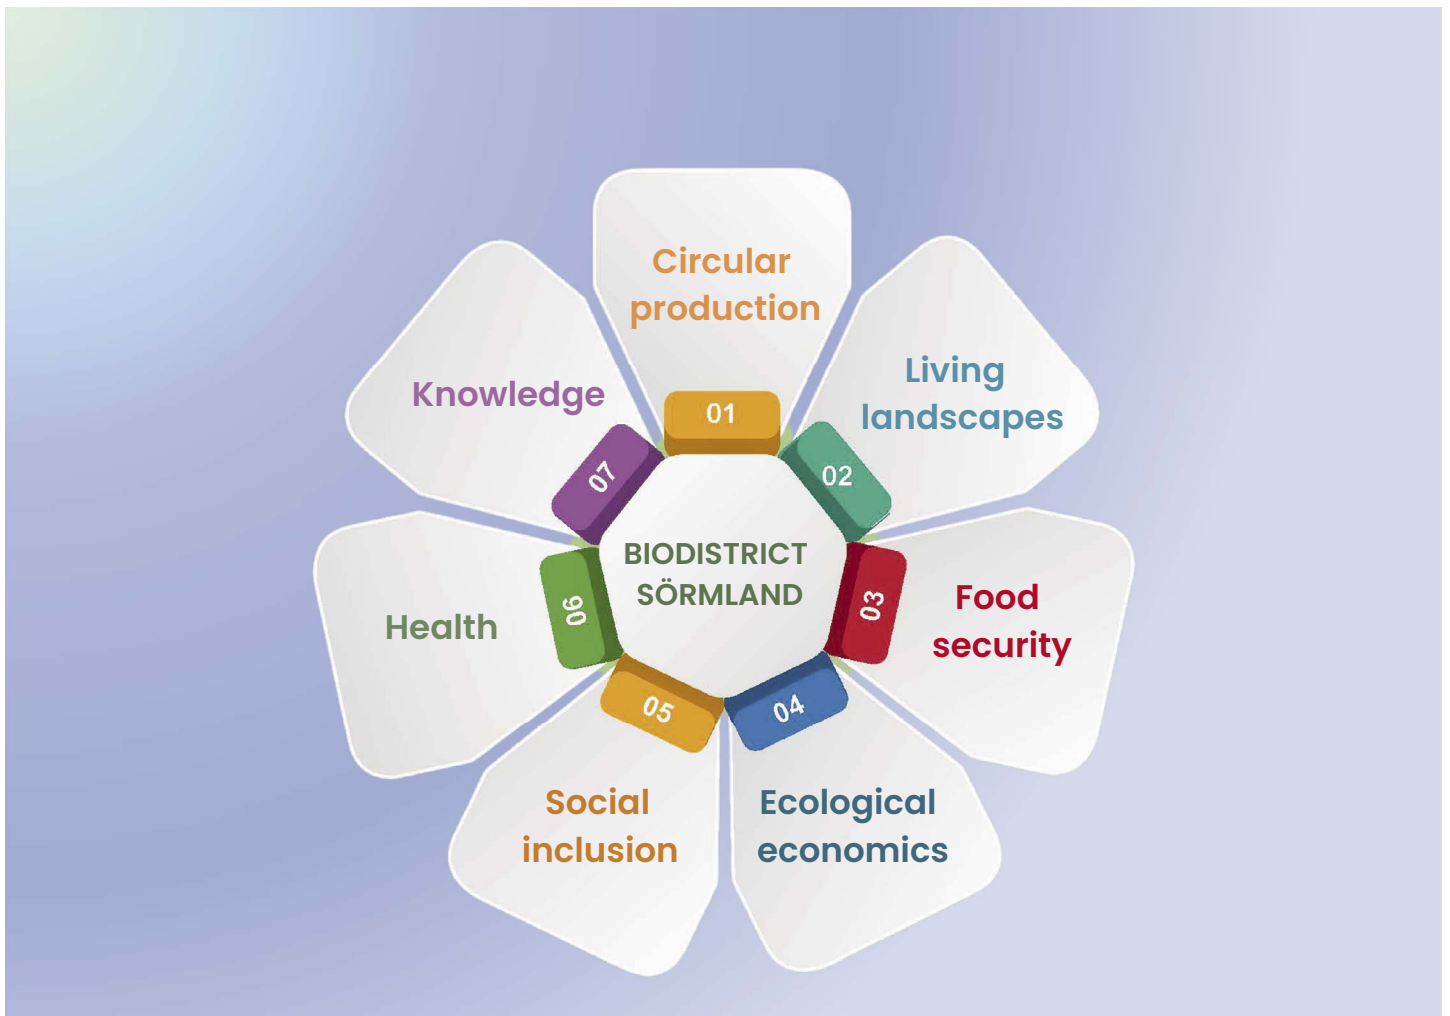 Circular
production
01
Living
landscapes
02
Food
security
03
Ecological
economics
04
Social
inclusion
05
Health
06
Knowledge
07
BIODISTRICT
SÖRMLAND